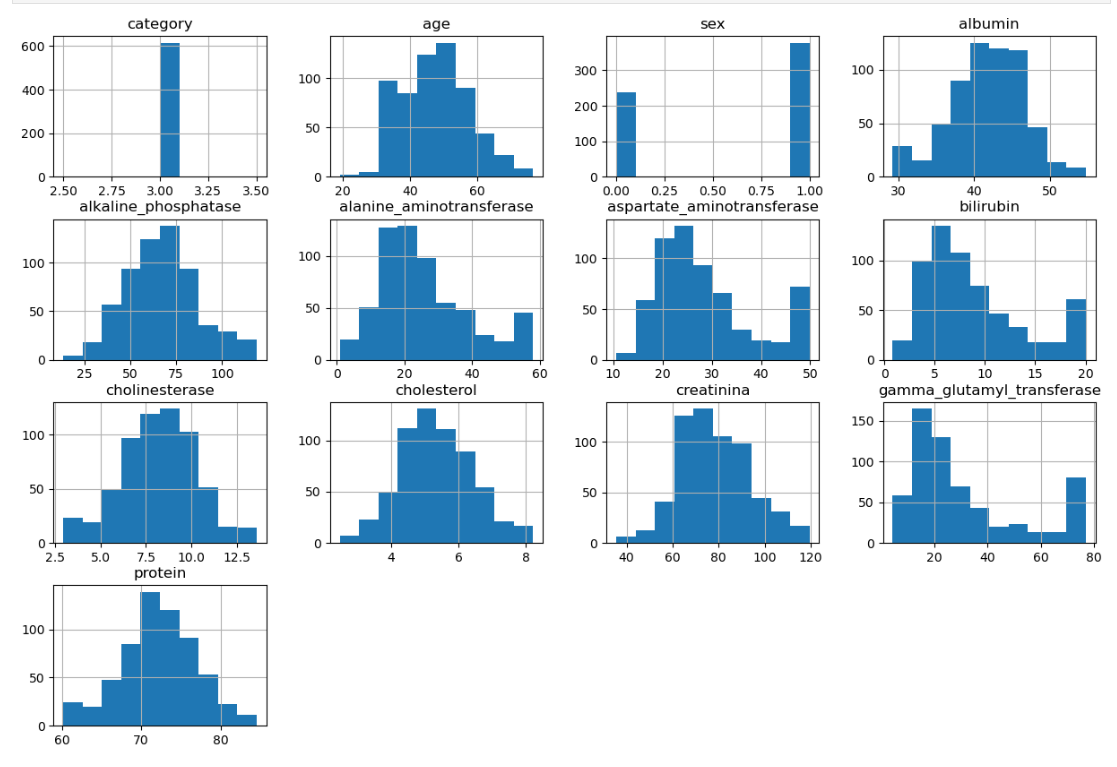 category
age
sex
albumin
600
400
200
0
2.50 2.75 3.00 3.25 3.50
100
50
0
20 40 60
300
200
100
0
0.00 0.25 0.50 0.75 1.00
100
50
0
30 40 50
alkaline_phosphatase
alanine_aminotransferase
aspartate_aminotransferase
bilirubin
100
50
0
25 50 75 100
100
50
0
0 20 40 60
100
50
0
10 20 30 40 50
100
50
0
0 5 10 15 20
cholinesterase
cholesterol
creatinina
gamma_glutamyl_transferase
100
50
0
2.5 5.0 7.5 10.0 12.5
100
50
0
4 6 8
100
50
0
40 60 80 100 120
150
100
50
0
20 40 60 80
protein
100
50
0
60 70 80